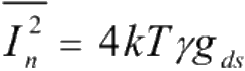 $\overline{I_n^2} = 4kT\gamma g_{ds}$